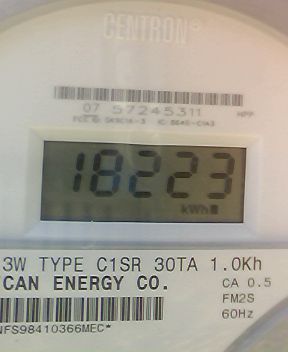 CENTRON®
07 57245311
18223
kWh
3W TYPE C1SR 30TA 1.0Kh
CAN ENERGY CO.
CA 0.5
FM2S
60Hz
NFS98410366MEC*